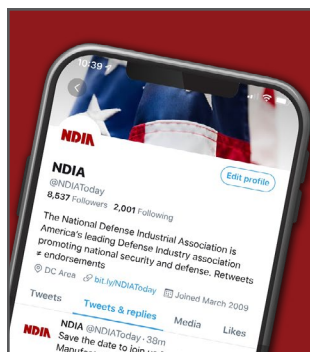 10:39
NDIA
Edit profile
NDIA
@NDIAToday
8,537 Followers 2,001 Following
The National Defense Industrial Association is
America's leading Defense Industry association
promoting national security and defense. Retweets
≠ endorsements
DC Area bit.ly/NDIAToday Joined March 2009
Tweets Tweets & replies Media Likes
NDIA
NDIA @NDIAToday · 38m
Save the date to join us